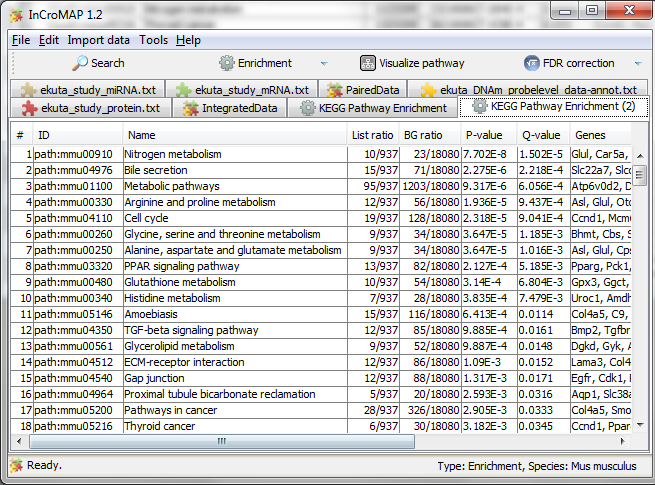 InCroMAP 1.2
File Edit Import data Tools Help
Search Enrichment Visualize pathway FDR correction
ekuta_study_miRNA.txt ekuta_study_mRNA.txt PairedData ekuta_DNAm_probelevel_data-annot.txt
ekuta_study_protein.txt IntegratedData KEGG Pathway Enrichment KEGG Pathway Enrichment (2)
# ID Name List ratio BG ratio P-value Q-value Genes
1 path:mmu00910 Nitrogen metabolism 10/937 23/18080 7.702E-8 1.502E-5 Glul, Car5a,
2 path:mmu04976 Bile secretion 15/937 71/18080 2.275E-6 2.218E-4 Slc22a7, Slco
3 path:mmu01100 Metabolic pathways 95/937 1203/18080 9.317E-6 6.056E-4 Atp6v0d2, D
4 path:mmu00330 Arginine and proline metabolism 12/937 56/18080 1.936E-5 9.437E-4 Asl, Glul, Oto
5 path:mmu04110 Cell cycle 19/937 128/18080 2.318E-5 9.041E-4 Ccnd1, Mcm
6 path:mmu00260 Glycine, serine and threonine metabolism 9/937 34/18080 3.647E-5 1.185E-3 Bhmt, Cbs, S
7 path:mmu00250 Alanine, aspartate and glutamate metabolism 9/937 34/18080 3.647E-5 1.016E-3 Asl, Glul, Cps
8 path:mmu03320 PPAR signaling pathway 13/937 82/18080 2.127E-4 5.185E-3 Pparg, Pck1,
9 path:mmu00480 Glutathione metabolism 10/937 54/18080 3.14E-4 6.804E-3 Gpx3, Ggct,
10 path:mmu00340 Histidine metabolism 7/937 28/18080 3.835E-4 7.479E-3 Uroc1, Amdh
11 path:mmu05146 Amoebiasis 15/937 116/18080 6.413E-4 0.0114 Col4a5, C9,
12 path:mmu04350 TGF-beta signaling pathway 12/937 85/18080 9.885E-4 0.0161 Bmp2, Tgfbr
13 path:mmu00561 Glycerolipid metabolism 9/937 52/18080 9.887E-4 0.0148 Dgkd, Gyk, A
14 path:mmu04512 ECM-receptor interaction 12/937 86/18080 1.09E-3 0.0152 Lama3, Col4
15 path:mmu04540 Gap junction 12/937 88/18080 1.317E-3 0.0171 Egfr, Cdk1,
16 path:mmu04964 Proximal tubule bicarbonate reclamation 5/937 20/18080 2.593E-3 0.0316 Aqp1, Slc38a
17 path:mmu05200 Pathways in cancer 28/937 326/18080 2.905E-3 0.0333 Col4a5, Smo
18 path:mmu05216 Thyroid cancer 6/937 30/18080 3.182E-3 0.0345 Ccnd1, Ppar
Ready. Type: Enrichment, Species: Mus musculus